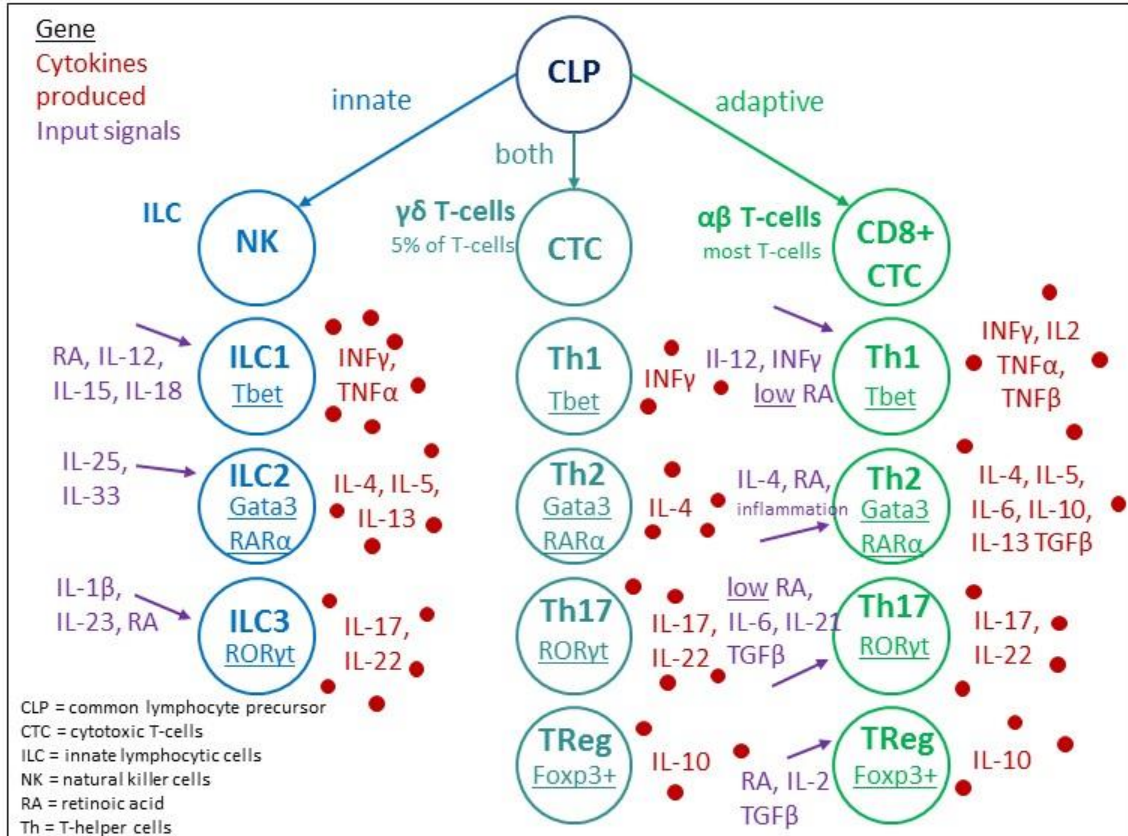 Gene
Cytokines
produced
Input signals
CLP
innate
both
adaptive
ILC
NK
γδ T-cells
5% of T-cells
CTC
αβ T-cells
most T-cells
CD8+
CTC
RA, IL-12,
IL-15, IL-18
ILC1
Tbet
INFγ,
TNFα
Th1
Tbet
INFγ
Il-12, INFγ
low RA
Th1
Tbet
INFγ, IL2
TNFα,
TNFβ
IL-25,
IL-33
ILC2
Gata3
RARα
IL-4, IL-5,
IL-13
Th2
Gata3
RARα
IL-4
IL-4, RA,
inflammation
Th2
Gata3
RARα
IL-4, IL-5,
IL-6, IL-10,
IL-13 TGFβ
IL-1β,
IL-23, RA
ILC3
RORγt
IL-17,
IL-22
Th17
RORγt
IL-17,
IL-22
low RA,
IL-6, IL-21
TGFβ
Th17
RORγt
IL-17,
IL-22
TReg
Foxp3+
IL-10
RA, IL-2
TGFβ
TReg
Foxp3+
IL-10
CLP = common lymphocyte precursor
CTC = cytotoxic T-cells
ILC = innate lymphocytic cells
NK = natural killer cells
RA = retinoic acid
Th = T-helper cells